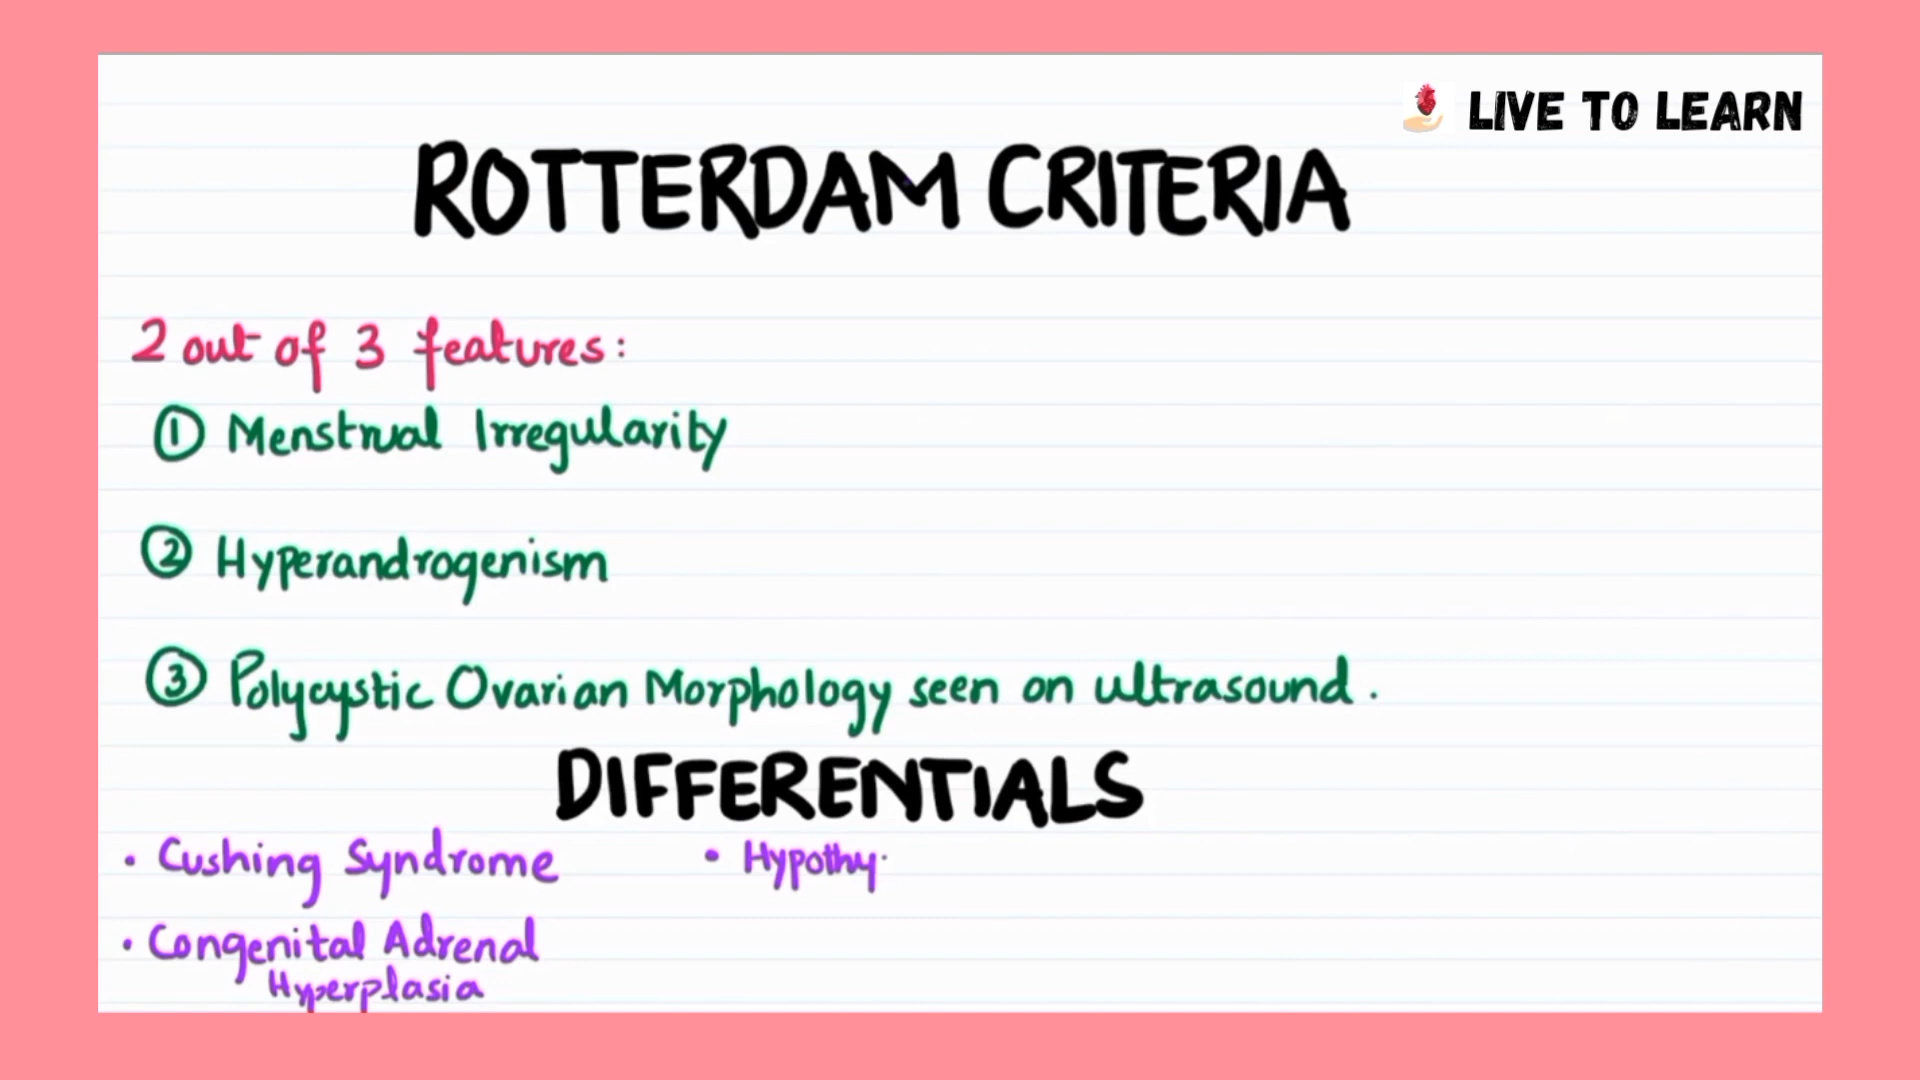 LIVE TO LEARN
ROTTERDAM CRITERIA
2 out of 3 features:
① Menstrual Irregularity
② Hyperandrogenism
③ Polycystic Ovarian Morphology seen on ultrasound.
DIFFERENTIALS
• Cushing Syndrome
• Hypothy
• Congenital Adrenal
Hyperplasia